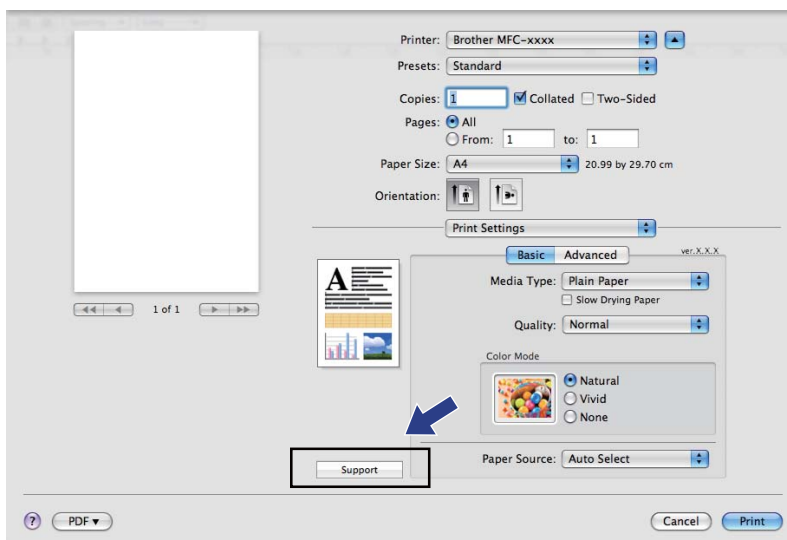 Printer: Brother MFC-xxxx
Presets: Standard
Copies: 1 Collated Two-Sided
Pages: All
From: 1 to: 1
Paper Size: A4 20.99 by 29.70 cm
Orientation:
Print Settings
Basic Advanced ver.X.X.X
Media Type: Plain Paper
Slow Drying Paper
1 of 1
Quality: Normal
Color Mode
Natural
Vivid
None
Paper Source: Auto Select
Support
? PDF Cancel Print